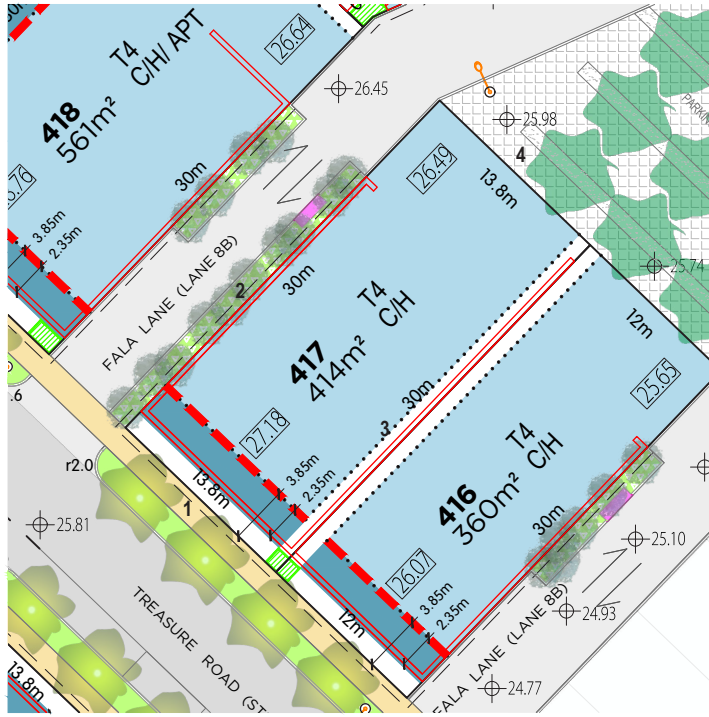 26.64
T4
C/H/ APT
418
561m²
26.45
25.98
4
PARKIN
30m
3.85m
2.35m
26.49
13.8m
FALA LANE (LANE 8B)
2
30m
T4
C/H
417
414m²
25.74
12m
30m
3
25.65
27.18
3.85m
2.35m
T4
C/H
416
360m²
r2.0
13.8m
1
25.81
30m
25.10
26.07
3.85m
2.35m
24.93
TREASURE ROAD (ST
12m
FALA LANE (LANE 8B)
24.77
13.8m